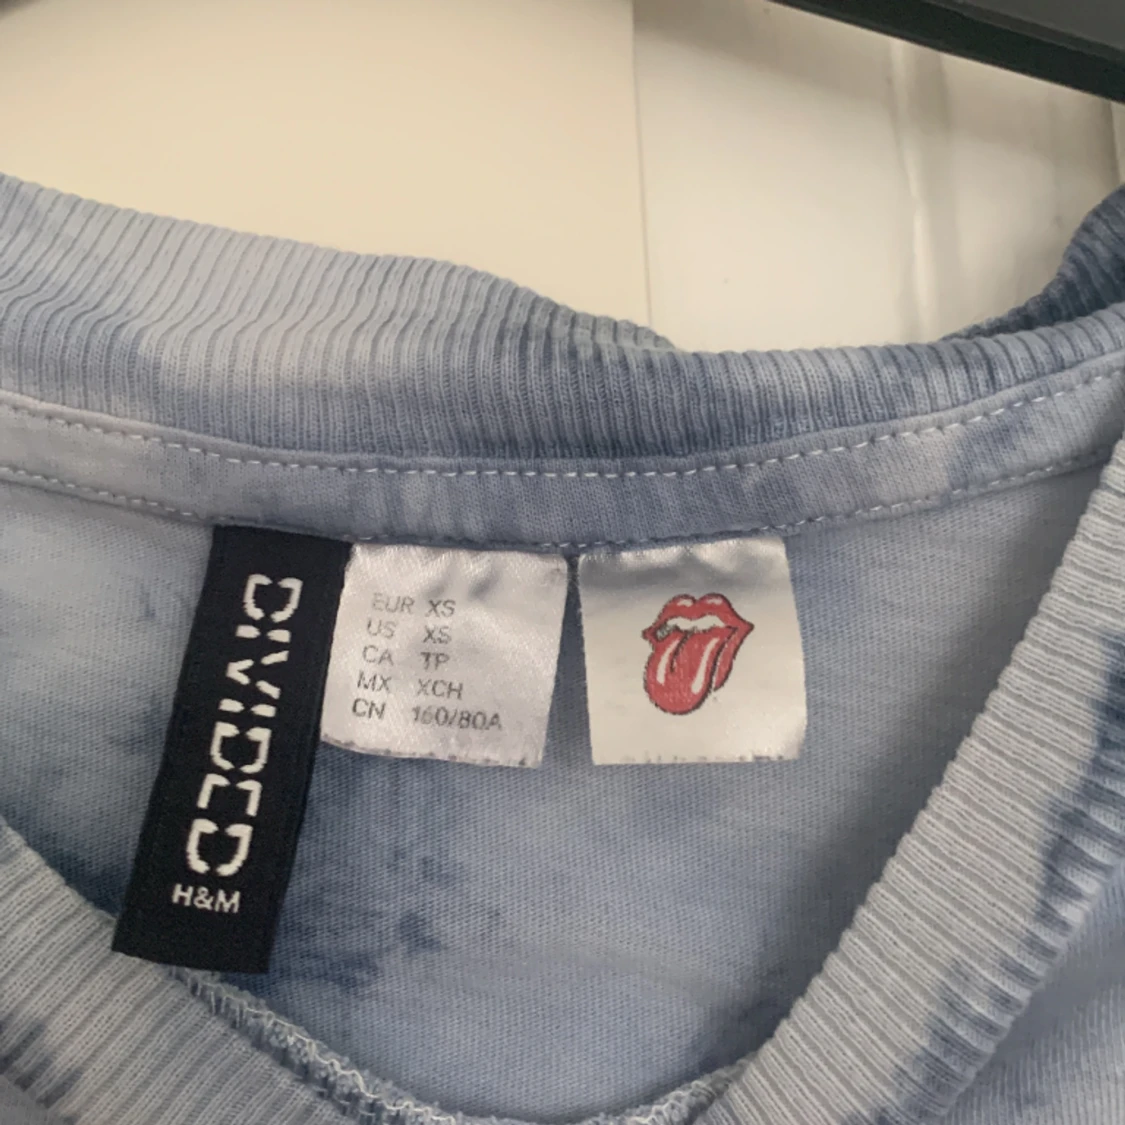 DIVIDED
H&M
EUR XS
US XS
CA TP
MX XCH
CN 160/80A